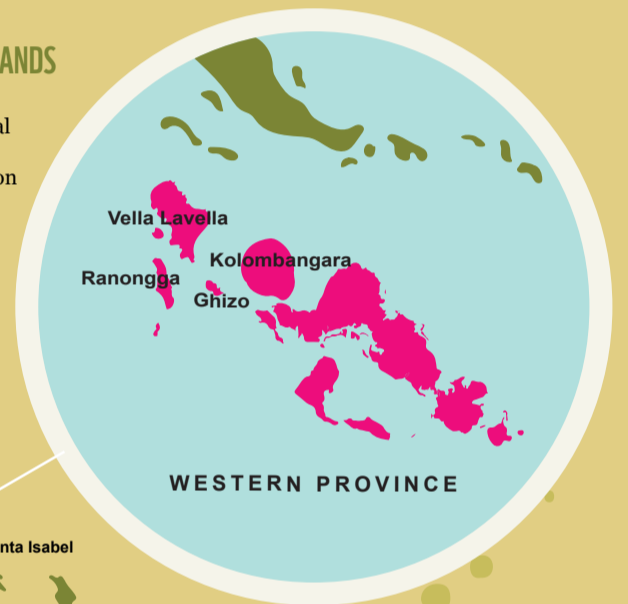 ANDS
al
on
Vella Lavella
Kolombangara
Ranongga
Ghizo
WESTERN PROVINCE
nta Isabel